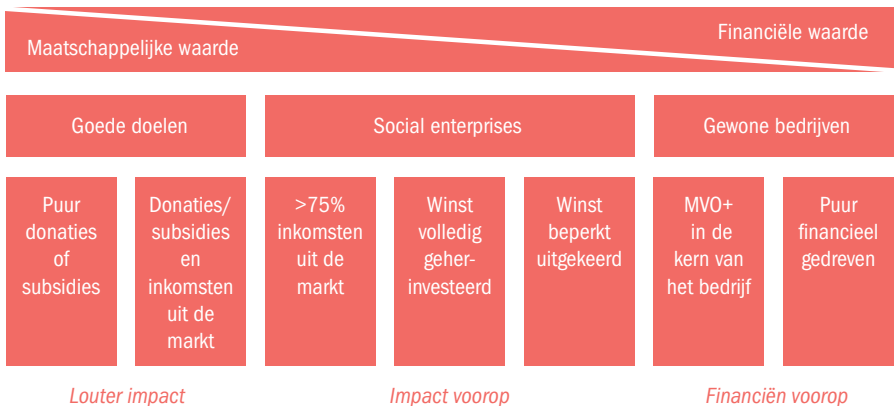 Financiële waarde
Maatschappelijke waarde
Goede doelen
Social enterprises
Gewone bedrijven
Puur
donaties
of
subsidies
Donaties/
subsidies
en
inkomsten
uit de
markt
>75%
inkomsten
uit de
markt
Winst
volledig
geher-
investeerd
Winst
beperkt
uitgekeerd
MVO+
in de
kern van
het bedrijf
Puur
financieel
gedreven
Louter impact
Impact voorop
Financiën voorop